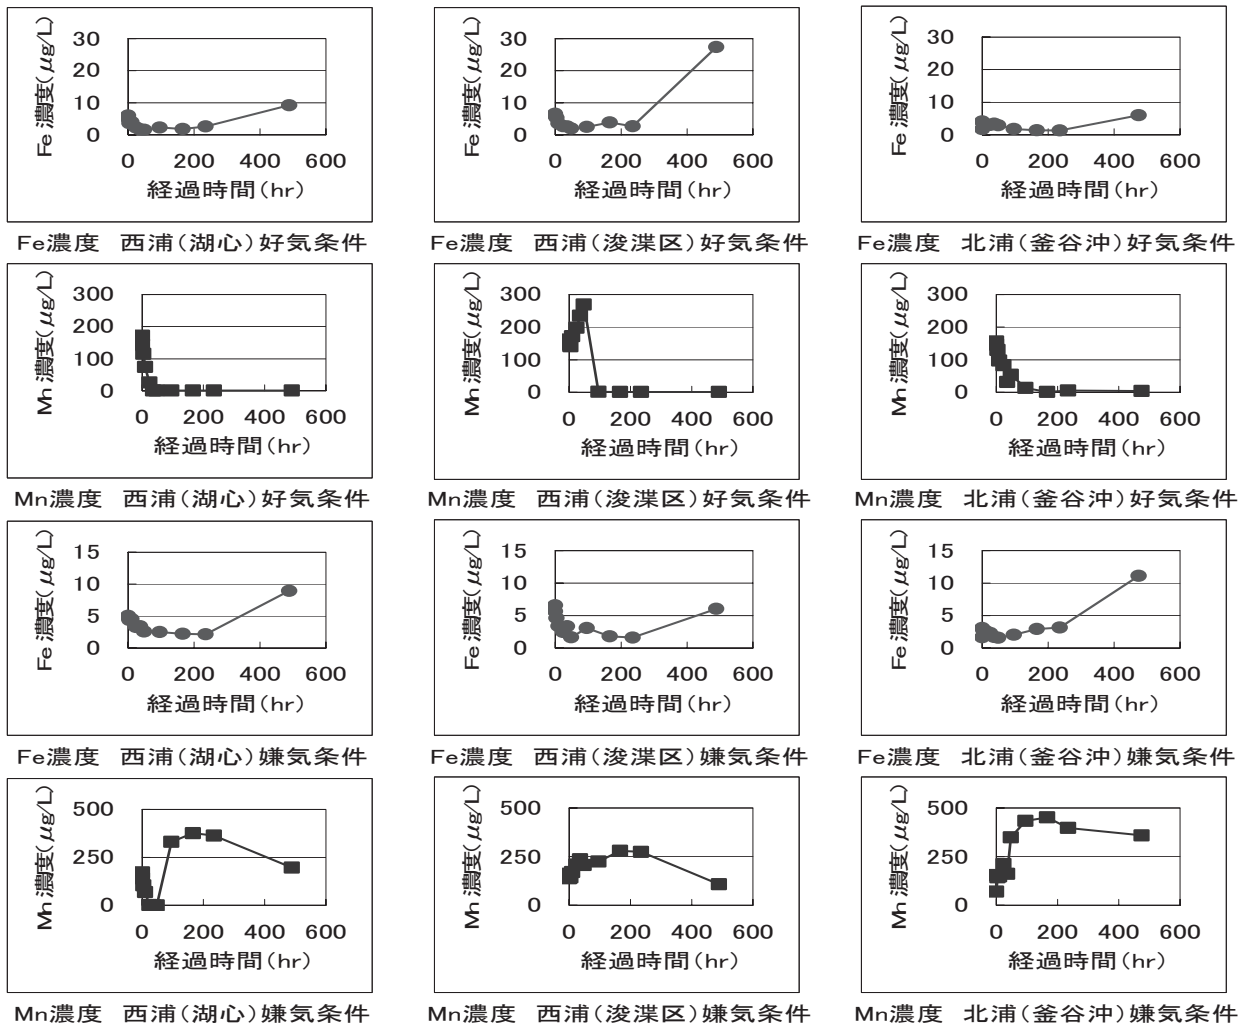 Fe濃度(μg/L)
30
20
10
0
0 200 400 600
経過時間(hr)
Fe濃度 西浦(湖心)好気条件
Fe濃度(μg/L)
30
20
10
0
0 200 400 600
経過時間(hr)
Fe濃度 西浦(浚渫区)好気条件
Fe濃度(μg/L)
30
20
10
0
0 200 400 600
経過時間(hr)
Fe濃度 北浦(釜谷沖)好気条件
Mn濃度(μg/L)
300
200
100
0
0 200 400 600
経過時間(hr)
Mn濃度 西浦(湖心)好気条件
Mn濃度(μg/L)
300
200
100
0
0 200 400 600
経過時間(hr)
Mn濃度 西浦(浚渫区)好気条件
Mn濃度(μg/L)
300
200
100
0
0 200 400 600
経過時間(hr)
Mn濃度 北浦(釜谷沖)好気条件
Fe濃度(μg/L)
15
10
5
0
0 200 400 600
経過時間(hr)
Fe濃度 西浦(湖心)嫌気条件
Fe濃度(μg/L)
15
10
5
0
0 200 400 600
経過時間(hr)
Fe濃度 西浦(浚渫区)嫌気条件
Fe濃度(μg/L)
15
10
5
0
0 200 400 600
経過時間(hr)
Fe濃度 北浦(釜谷沖)嫌気条件
Mn濃度(μg/L)
500
250
0
0 200 400 600
経過時間(hr)
Mn濃度 西浦(湖心)嫌気条件
Mn濃度(μg/L)
500
250
0
0 200 400 600
経過時間(hr)
Mn濃度 西浦(浚渫区)嫌気条件
Mn濃度(μg/L)
500
250
0
0 200 400 600
経過時間(hr)
Mn濃度 北浦(釜谷沖)嫌気条件